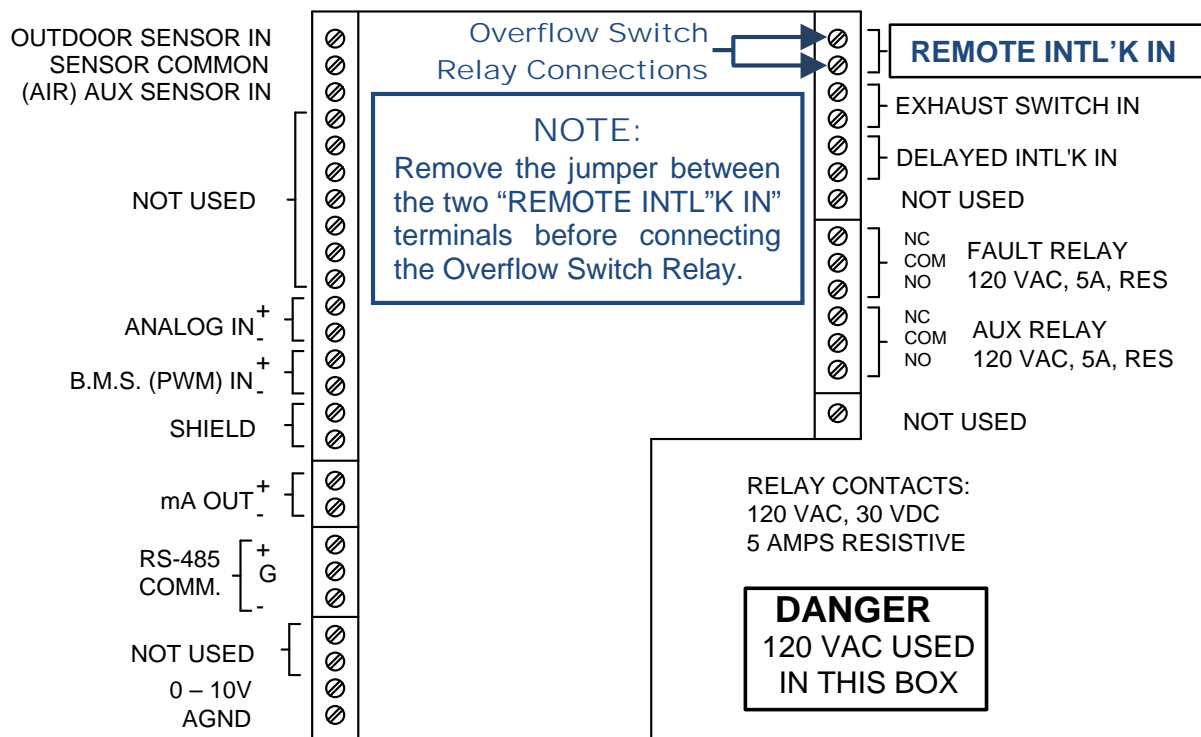 OUTDOOR SENSOR IN
SENSOR COMMON
(AIR) AUX SENSOR IN
NOT USED
ANALOG IN
+
-
B.M.S. (PWM) IN
+
-
SHIELD
mA OUT
+
-
RS-485
COMM.
+
G
-
NOT USED
0 – 10V
AGND
Overflow Switch
Relay Connections
NOTE:
Remove the jumper between
the two “REMOTE INTL”K IN”
terminals before connecting
the Overflow Switch Relay.
REMOTE INTL'K IN
EXHAUST SWITCH IN
DELAYED INTL'K IN
NOT USED
NC
COM
NO
FAULT RELAY
120 VAC, 5A, RES
NC
COM
NO
AUX RELAY
120 VAC, 5A, RES
NOT USED
RELAY CONTACTS:
120 VAC, 30 VDC
5 AMPS RESISTIVE
DANGER
120 VAC USED
IN THIS BOX